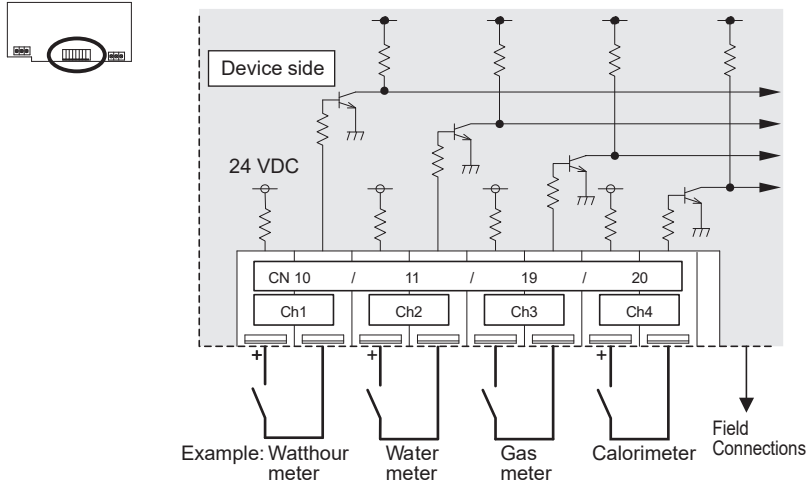 Device side
24 VDC
CN 10 / 11 / 19 / 20
Ch1 Ch2 Ch3 Ch4
+ + +
Example: Watthour meter
Water meter
Gas meter
Calorimeter
Field Connections